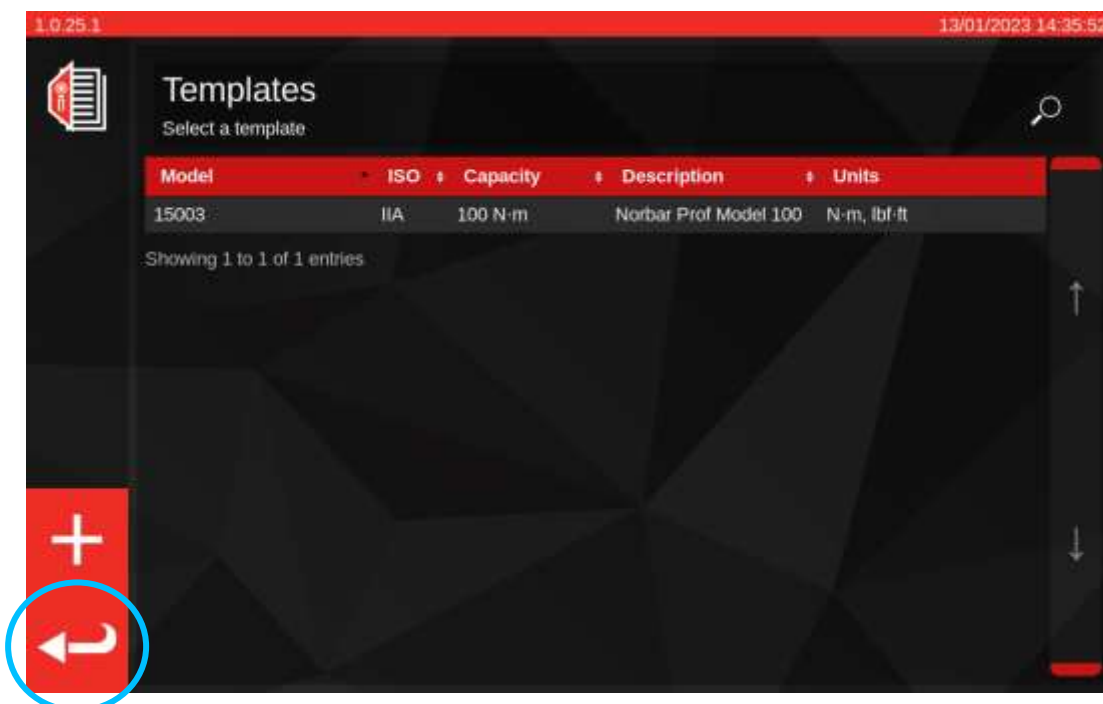 1.0.25.1 13/01/2023 14:35:52
Templates
Select a template
Model ISO Capacity Description Units
15003 IIA 100 N·m Norbar Prof Model 100 N·m, lbf·ft
Showing 1 to 1 of 1 entries